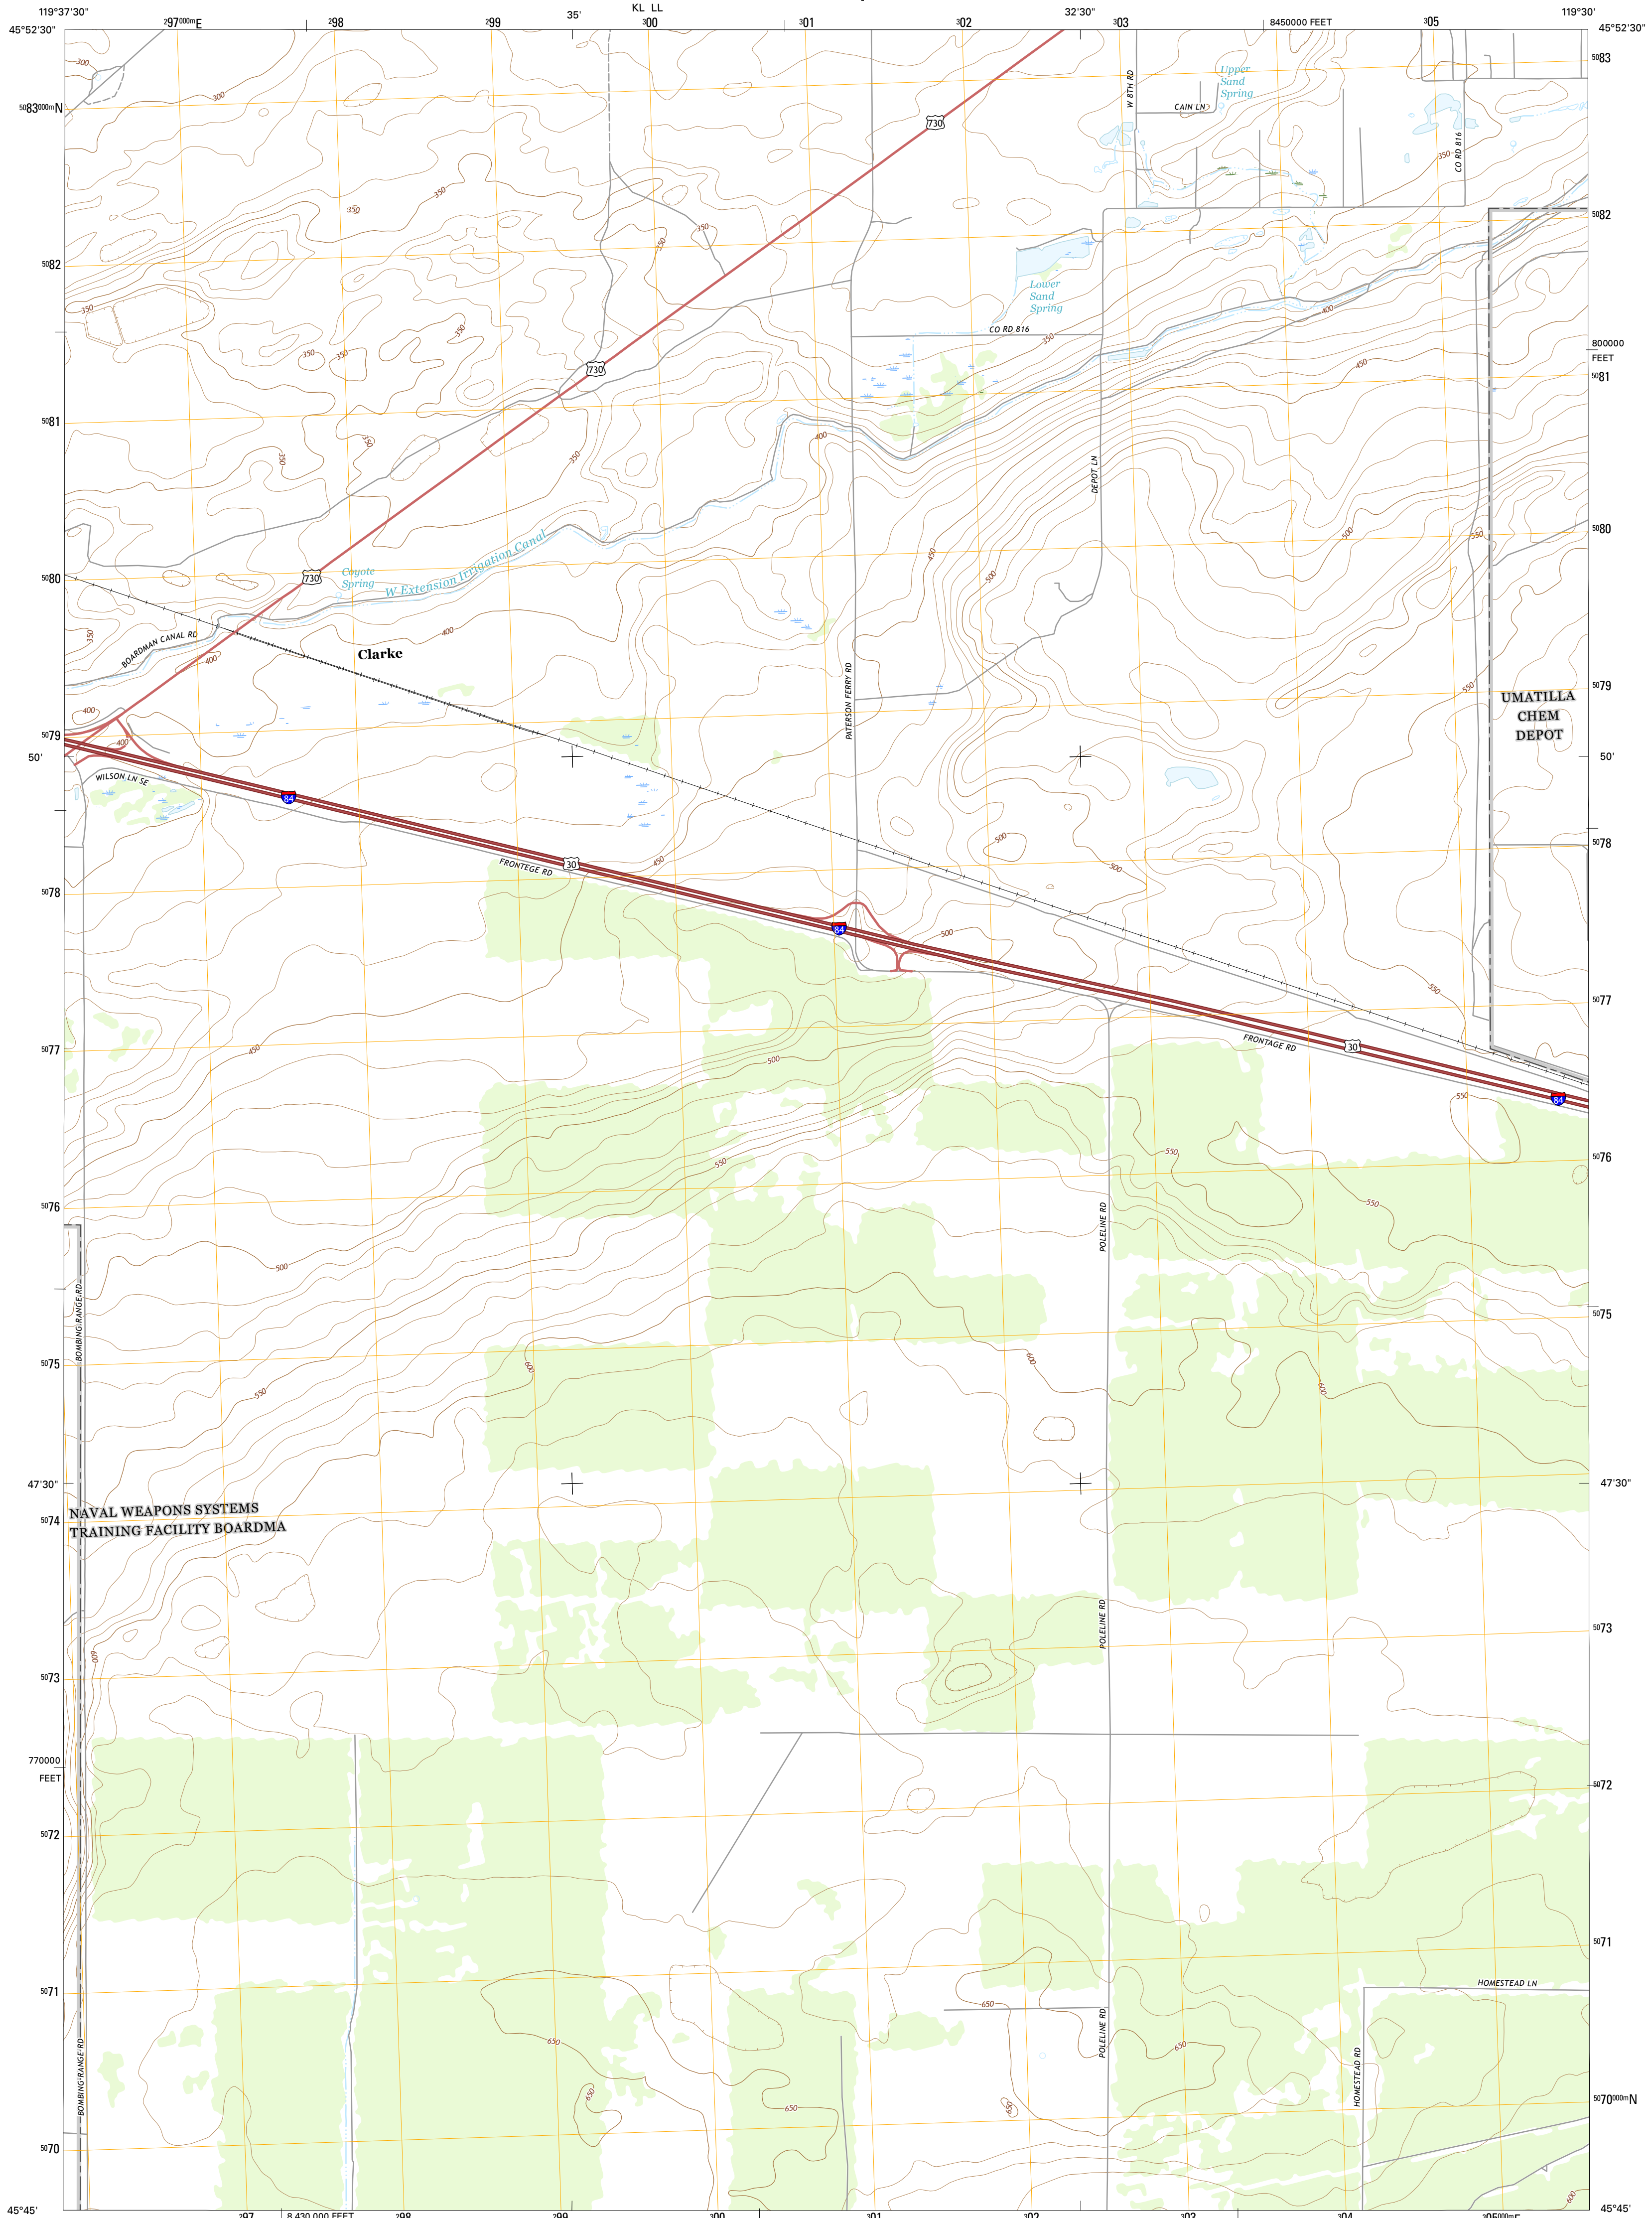 KL LL
119°37'30"
²97⁰⁰⁰ᵐE
²98
²99
35'
³00
³01
³02
32'30"
³03
8450000 FEET
³05
119°30'
45°52'30"
45°52'30"
300
300
730
W 8TH RD
CAIN LN
Upper
Sand
Spring
CO RD 816
350
⁵⁰83
⁵⁰83⁰⁰⁰ᵐN
350
350
350
350
⁵⁰82
⁵⁰82
Lower
Sand
Spring
350
350
350
350
CO RD 816
350
400
450
800000
FEET
730
⁵⁰81
⁵⁰81
350
350
350
400
DEPOT LN
450
500
500
550
⁵⁰80
⁵⁰80
730
Coyote
Spring
W Extension Irrigation Canal
BOARDMAN CANAL RD
350
400
400
Clarke
PATERSON FERRY RD
550
⁵⁰79
UMATILLA
CHEM
DEPOT
400
400
⁵⁰79
50'
50'
WILSON LN SE
84
30
FRONTEGE RD
450
500
500
⁵⁰78
⁵⁰78
84
500
550
⁵⁰77
⁵⁰77
450
500
FRONTAGE RD
30
84
550
550
550
⁵⁰76
⁵⁰76
550
POLELINE RD
500
BOMBING RANGE RD
⁵⁰75
⁵⁰75
550
600
600
600
47'30"
47'30"
NAVAL WEAPONS SYSTEMS
TRAINING FACILITY BOARDMA
⁵⁰74
POLELINE RD
⁵⁰73
⁵⁰73
600
770000
FEET
⁵⁰72
⁵⁰72
⁵⁰71
⁵⁰71
HOMESTEAD LN
650
650
650
POLELINE RD
HOMESTEAD RD
BOMBING RANGE RD
650
650
650
⁵⁰70⁰⁰⁰ᵐN
⁵⁰70
600
45°45'
45°45'
²97
8 430 000 FEET
²98
²99
³00
³01
³02
³03
³04
³05⁰⁰⁰ᵐE